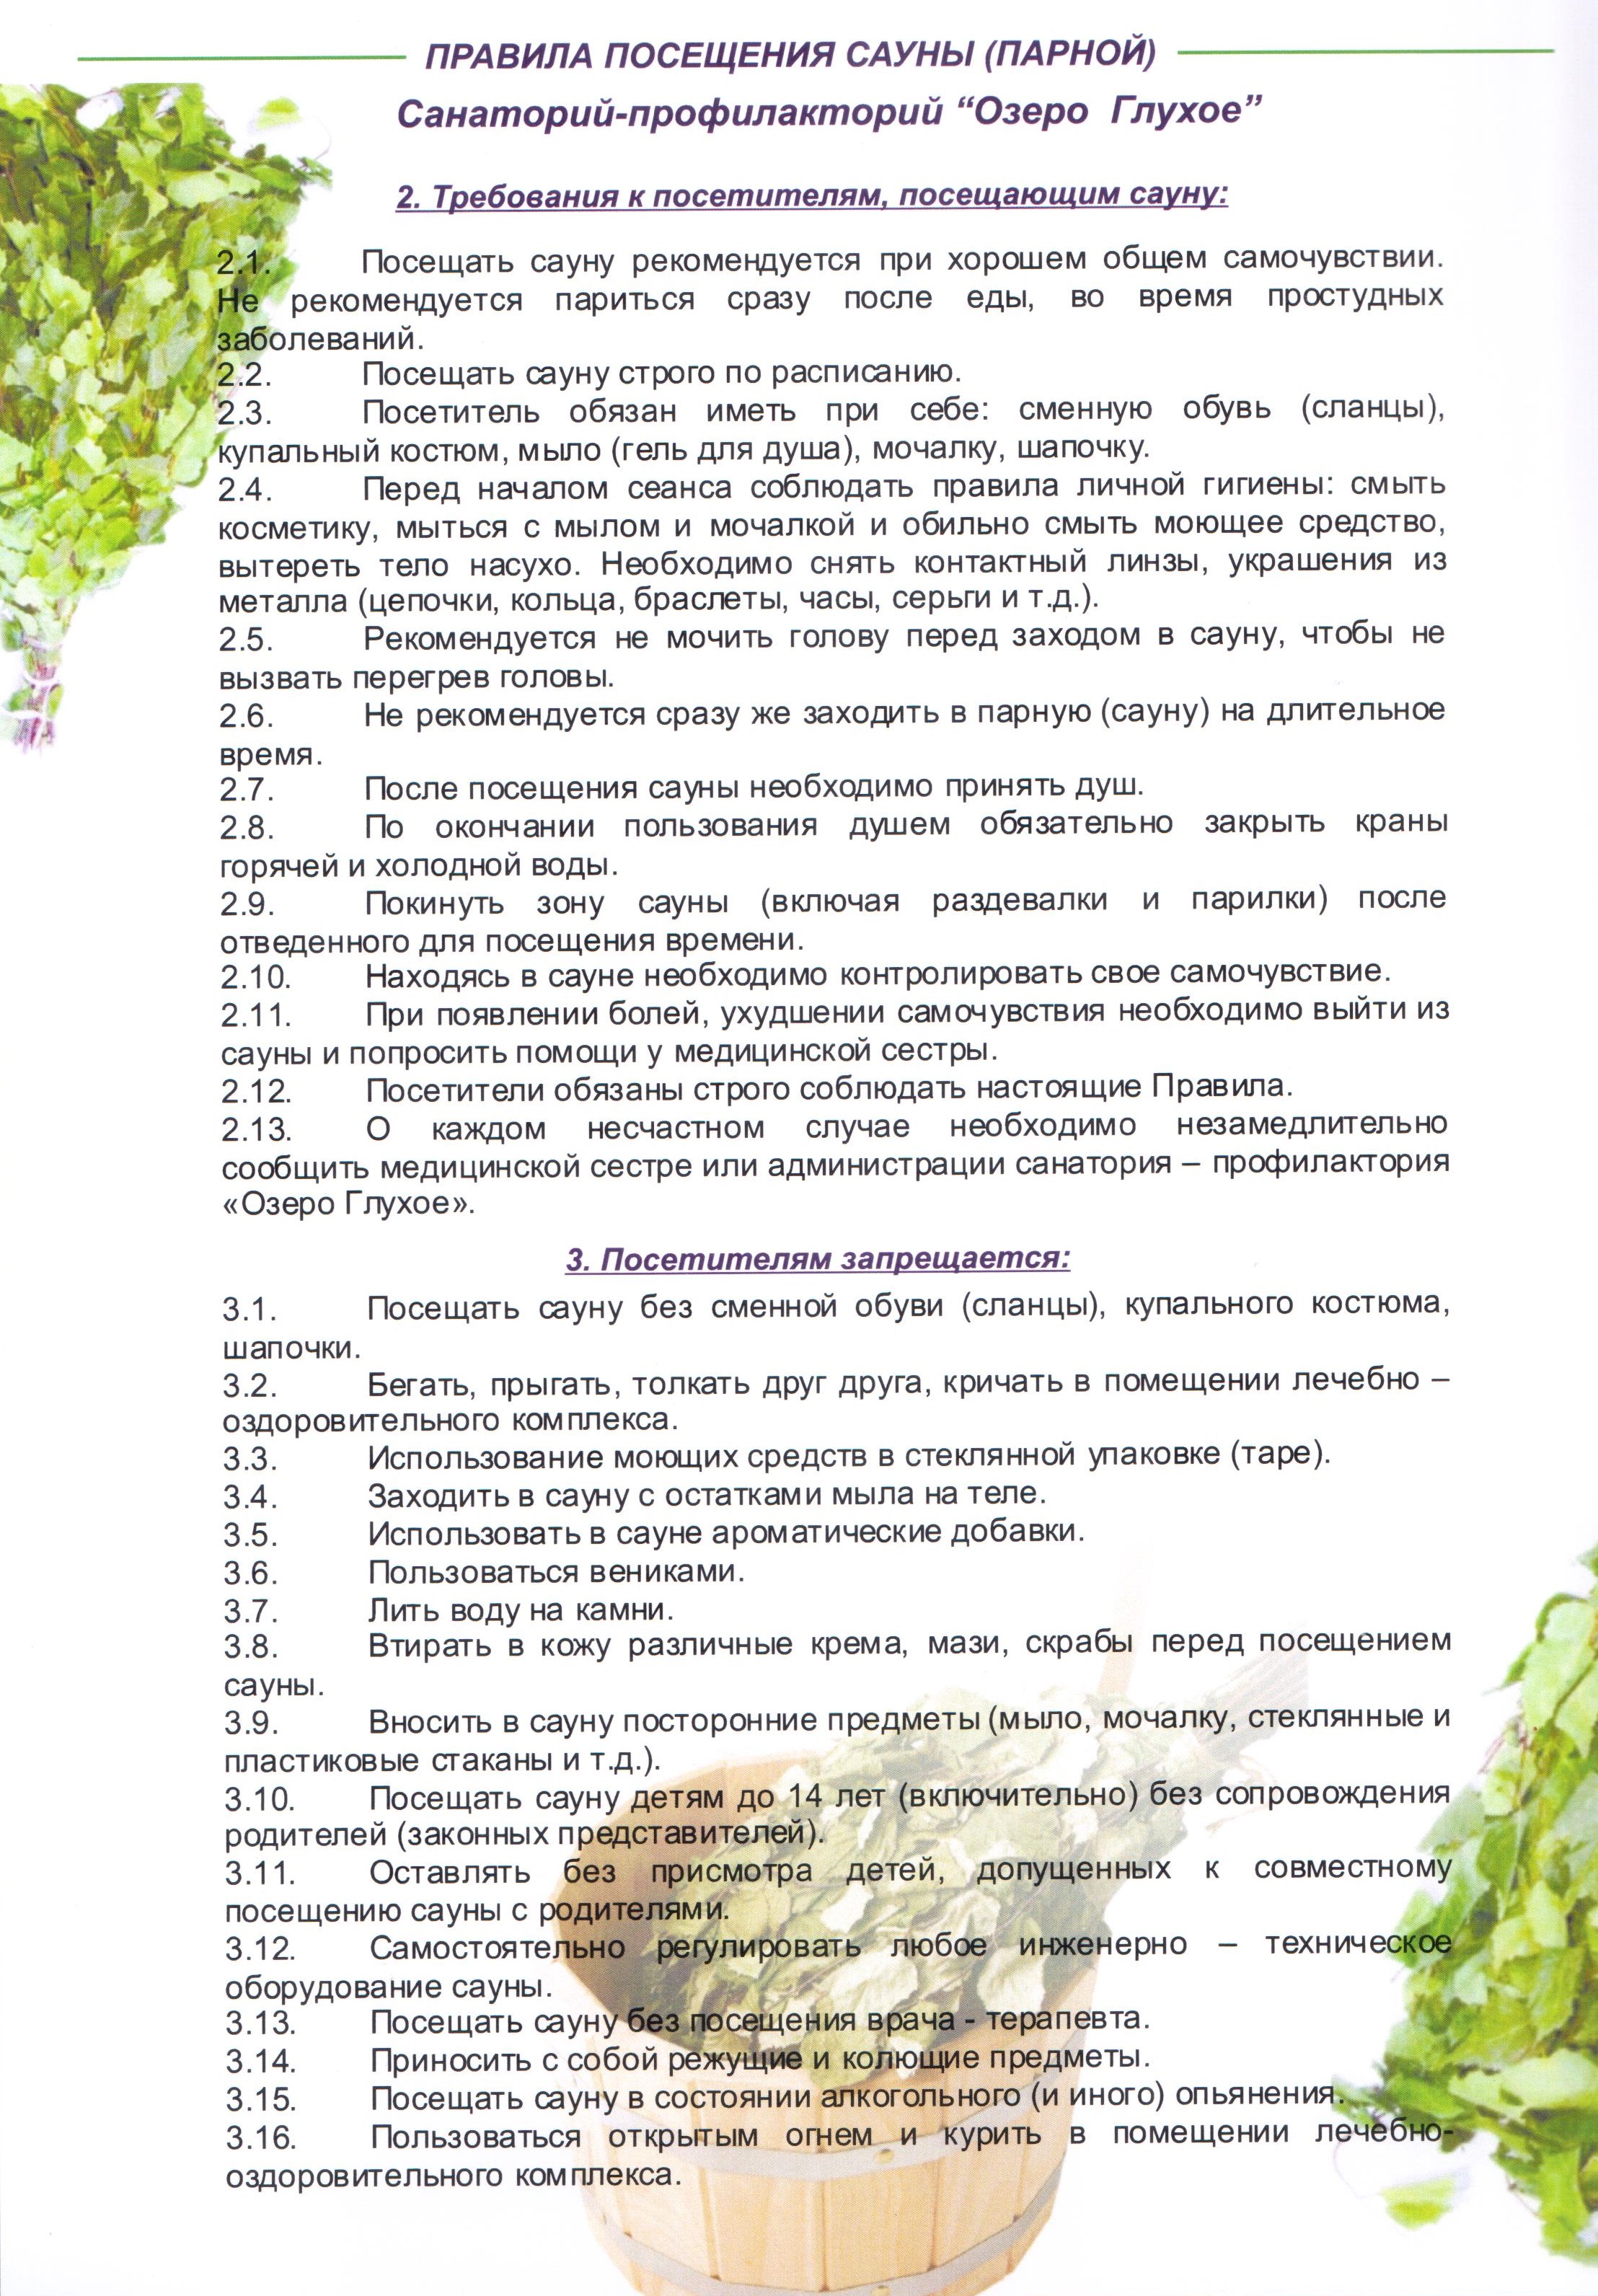 ПРАВИЛА ПОСЕЩЕНИЯ САУНЫ (ПАРНОЙ)
Санаторий-профилакторий “Озеро Глухое”
2. Требования к посетителям, посещающим сауну:
2.1. Посещать сауну рекомендуется при хорошем общем самочувствии.
Не рекомендуется париться сразу после еды, во время простудных
заболеваний.
2.2. Посещать сауну строго по расписанию.
2.3. Посетитель обязан иметь при себе: сменную обувь (сланцы),
купальный костюм, мыло (гель для душа), мочалку, шапочку.
2.4. Перед началом сеанса соблюдать правила личной гигиены: смыть
косметику, мыться с мылом и мочалкой и обильно смыть моющее средство,
вытереть тело насухо. Необходимо снять контактный линзы, украшения из
металла (цепочки, кольца, браслеты, часы, серьги и т.д.).
2.5. Рекомендуется не мочить голову перед заходом в сауну, чтобы не
вызвать перегрев головы.
2.6. Не рекомендуется сразу же заходить в парную (сауну) на длительное
время.
2.7. После посещения сауны необходимо принять душ.
2.8. По окончании пользования душем обязательно закрыть краны
горячей и холодной воды.
2.9. Покинуть зону сауны (включая раздевалки и парилки) после
отведенного для посещения времени.
2.10. Находясь в сауне необходимо контролировать свое самочувствие.
2.11. При появлении болей, ухудшении самочувствия необходимо выйти из
сауны и попросить помощи у медицинской сестры.
2.12. Посетители обязаны строго соблюдать настоящие Правила.
2.13. О каждом несчастном случае необходимо незамедлительно
сообщить медицинской сестре или администрации санатория – профилактория
«Озеро Глухое».
3. Посетителям запрещается:
3.1. Посещать сауну без сменной обуви (сланцы), купального костюма,
шапочки.
3.2. Бегать, прыгать, толкать друг друга, кричать в помещении лечебно –
оздоровительного комплекса.
3.3. Использование моющих средств в стеклянной упаковке (таре).
3.4. Заходить в сауну с остатками мыла на теле.
3.5. Использовать в сауне ароматические добавки.
3.6. Пользоваться вениками.
3.7. Лить воду на камни.
3.8. Втирать в кожу различные крема, мази, скрабы перед посещением
сауны.
3.9. Вносить в сауну посторонние предметы (мыло, мочалку, стеклянные и
пластиковые стаканы и т.д.).
3.10. Посещать сауну детям до 14 лет (включительно) без сопровождения
родителей (законных представителей).
3.11. Оставлять без присмотра детей, допущенных к совместному
посещению сауны с родителями.
3.12. Самостоятельно регулировать любое инженерно – техническое
оборудование сауны.
3.13. Посещать сауну без посещения врача - терапевта.
3.14. Приносить с собой режущие и колющие предметы.
3.15. Посещать сауну в состоянии алкогольного (и иного) опьянения.
3.16. Пользоваться открытым огнем и курить в помещении лечебно-
оздоровительного комплекса.